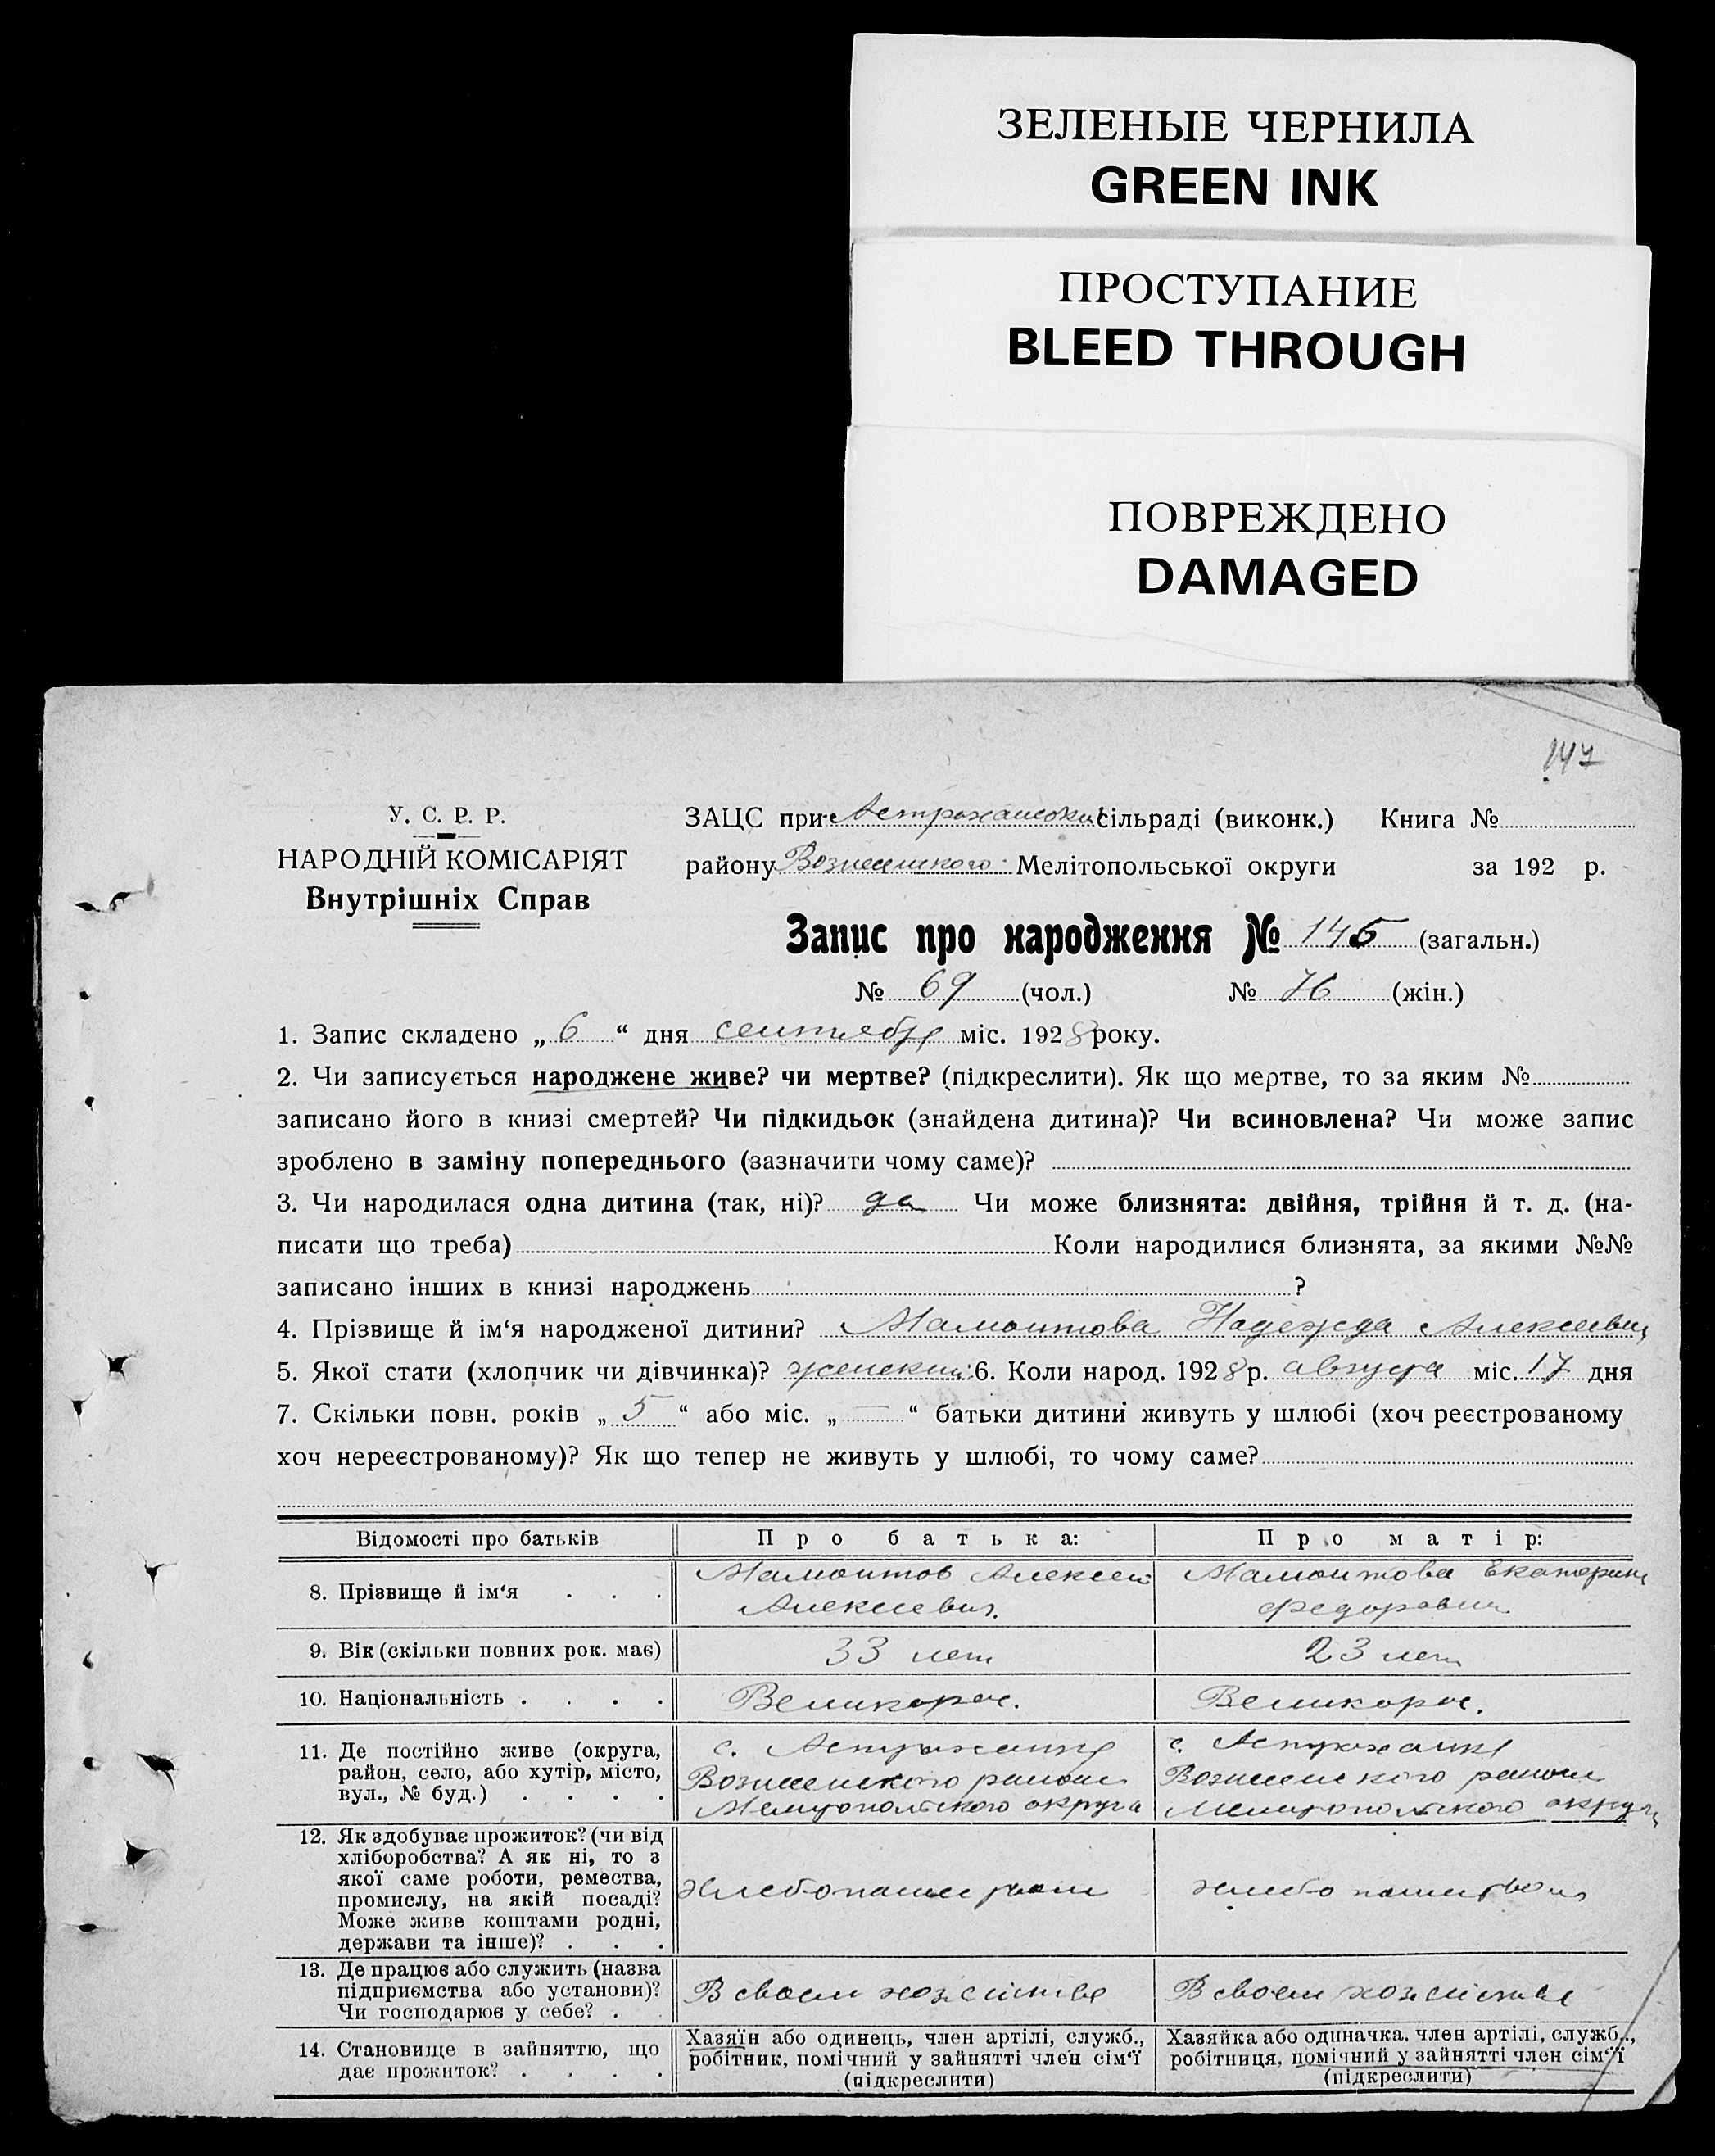 ЗЕЛЕНЫЕ ЧЕРНИЛА
GREEN INK
ПРОСТУПАНИЕ
BLEED THROUGH
ПОВРЕЖДЕНО
DAMAGED
147
У. С. Р. Р.
НАРОДНІЙ КОМІСАРІЯТ
Внутрішніх Справ
ЗАЦС при Астраханській сільраді (виконк.) Книга №
району Вознесенского Мелітопольської округи за 192 р.
Запис про народження № 145 (загальн.)
№ 69 (чол.) № 76 (жін.)
1. Запис складено „ 6 “ дня сентября міс. 1928 року.
2. Чи записується народжене живе? чи мертве? (підкреслити). Як що мертве, то за яким №
записано його в книзі смертей? Чи підкидьок (знайдена дитина)? Чи всиновлена? Чи може запис
зроблено в заміну попереднього (зазначити чому саме)?
3. Чи народилася одна дитина (так, ні)? да Чи може близнята: двійня, трійня й т. д. (на-
писати що треба) Коли народилися близнята, за якими №№
записано інших в книзі народжень ?
4. Прізвище й ім‘я народженої дитини? Мамонтова Надежда Алексеевн
5. Якої стати (хлопчик чи дівчинка)? женский 6. Коли народ. 1928 р. августа міс. 17 дня
7. Скільки повн. років „ 5 “ або міс. „ — “ батьки дитини живуть у шлюбі (хоч реєстрованому
хоч нереєстрованому)? Як що тепер не живуть у шлюбі, то чому саме?
Відомості про батьків Про батька: Про матір:
8. Прізвище й ім‘я . . . Мамонтов Алексей Мамонтова Екатерина
Алексеевич. Федоровна
9. Вік (скільки повних рок. має) 33 лет 23 лет
10. Національність . . . . Великорос. Великорос.
11. Де постійно живе (округа, с. Астраханка с. Астраханка
район, село, або хутір, місто, Вознесенского района Вознесенского района
вул., № буд.) . . . . Мелитопольского округа Мелитопольского округа
12. Як здобуває прожиток? (чи від
хліборобства? А як ні, то з
якої саме роботи, ремества, хлебопашеством хлебопашеством
промислу, на якій посаді?
Може живе коштами родні,
держави та інше)? . . .
13. Де працює або служить (назва
підприємства або установи)? В своем хозяйстве В своем хозяйстве
Чи господарює у себе? .
14. Становище в зайняттю, що Хазяїн або одинець, член артілі, служб., Хазяйка або одиначка, член артілі, служб.,
дає прожиток? . . . . робітник, помічний у зайнятті член сім‘ї робітниця, помічний у зайнятті член сім‘ї
(підкреслити) (підкреслити)